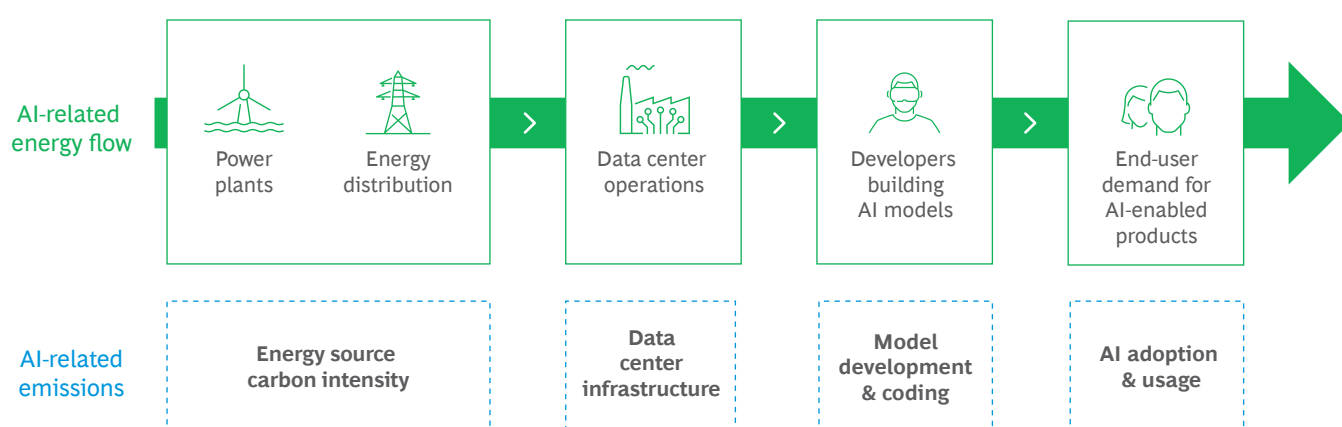 AI-related
energy flow
Power
plants
Energy
distribution
Data center
operations
Developers
building
AI models
End-user
demand for
AI-enabled
products
AI-related
emissions
Energy source
carbon intensity
Data
center
infrastructure
Model
development
& coding
AI adoption
& usage